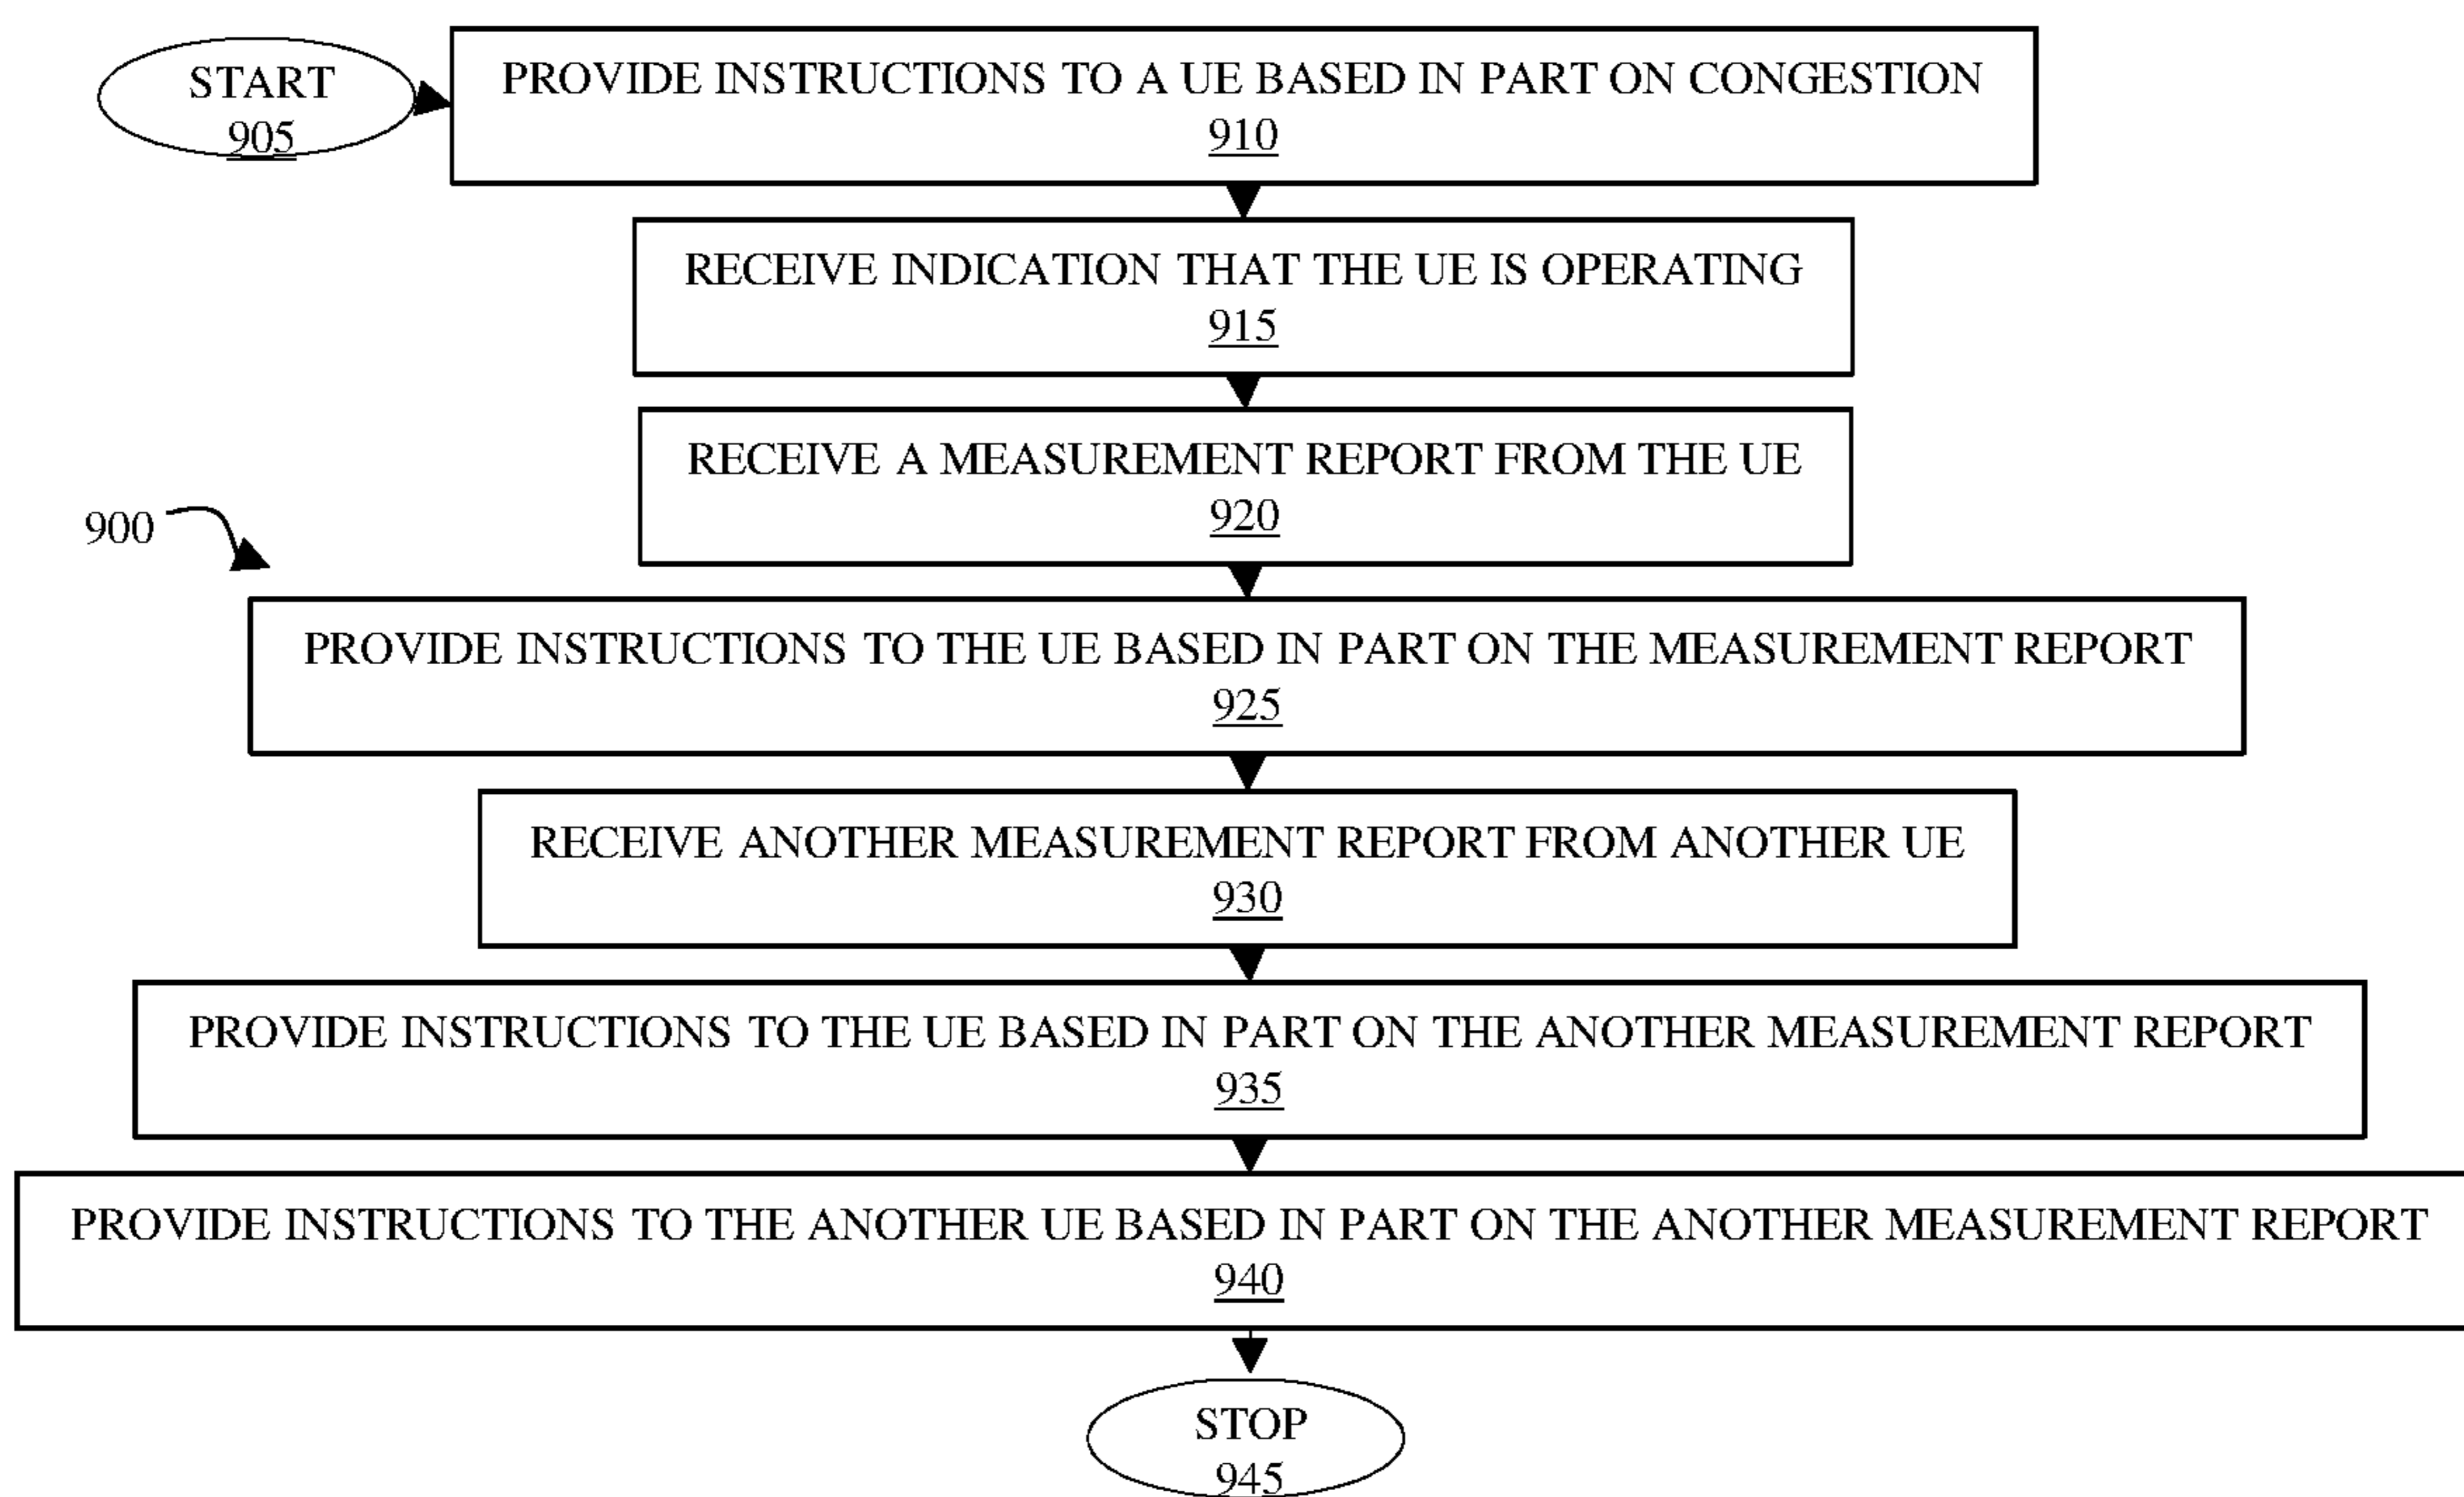 START
905
PROVIDE INSTRUCTIONS TO A UE BASED IN PART ON CONGESTION
910
RECEIVE INDICATION THAT THE UE IS OPERATING
915
RECEIVE A MEASUREMENT REPORT FROM THE UE
920
900
PROVIDE INSTRUCTIONS TO THE UE BASED IN PART ON THE MEASUREMENT REPORT
925
RECEIVE ANOTHER MEASUREMENT REPORT FROM ANOTHER UE
930
PROVIDE INSTRUCTIONS TO THE UE BASED IN PART ON THE ANOTHER MEASUREMENT REPORT
935
PROVIDE INSTRUCTIONS TO THE ANOTHER UE BASED IN PART ON THE ANOTHER MEASUREMENT REPORT
940
STOP
945